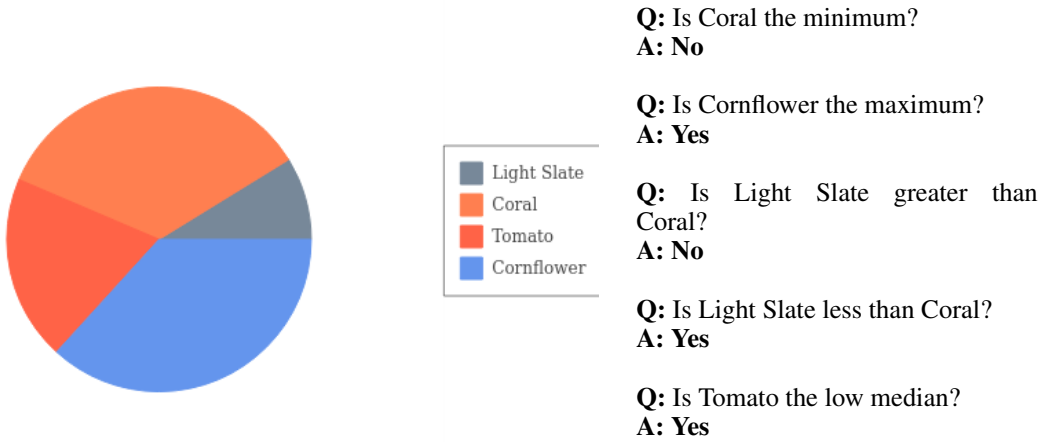 Light Slate
Coral
Tomato
Cornflower
Q: Is Coral the minimum?
A: No
Q: Is Cornflower the maximum?
A: Yes
Q: Is Light Slate greater than
Coral?
A: No
Q: Is Light Slate less than Coral?
A: Yes
Q: Is Tomato the low median?
A: Yes